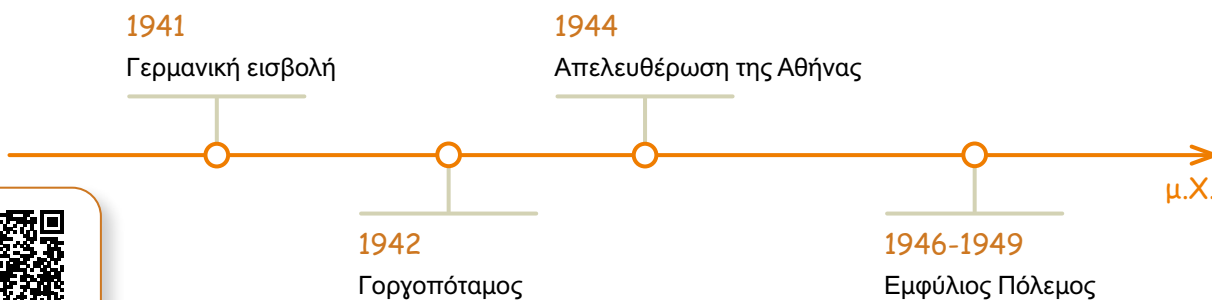 1941
Γερμανική εισβολή
1944
Απελευθέρωση της Αθήνας
μ.Χ.
1942
Γοργοπόταμος
1946-1949
Εμφύλιος Πόλεμος